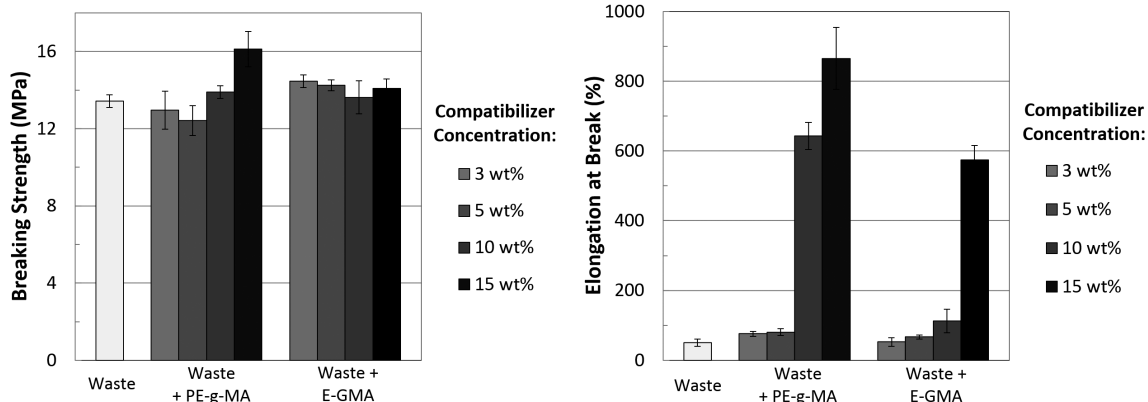 Breaking Strength (MPa)
16
12
8
4
0
Waste
Waste
+ PE-g-MA
Waste +
E-GMA
Compatibilizer
Concentration:
3 wt%
5 wt%
10 wt%
15 wt%
Elongation at Break (%)
1000
800
600
400
200
0
Waste
Waste
+ PE-g-MA
Waste +
E-GMA
Compatibilizer
Concentration:
3 wt%
5 wt%
10 wt%
15 wt%